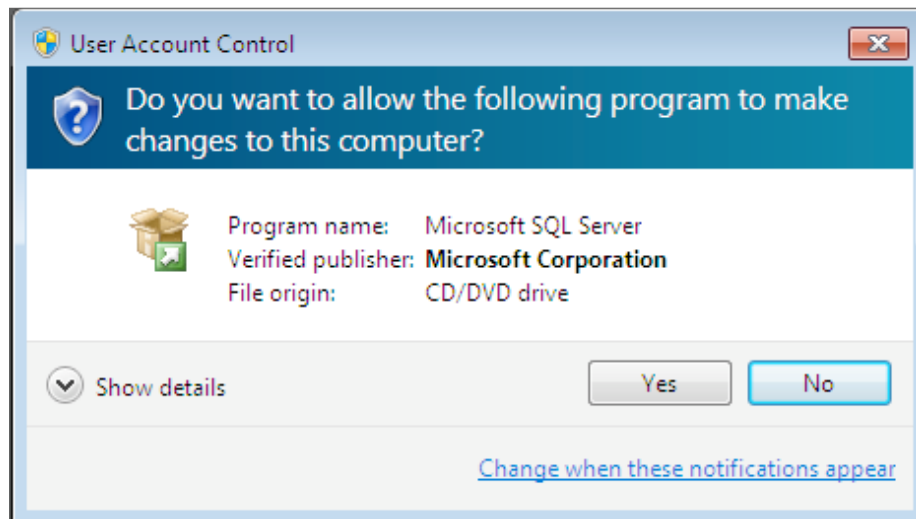 User Account Control
Do you want to allow the following program to make
changes to this computer?
Program name: Microsoft SQL Server
Verified publisher: Microsoft Corporation
File origin: CD/DVD drive
Show details Yes No
Change when these notifications appear